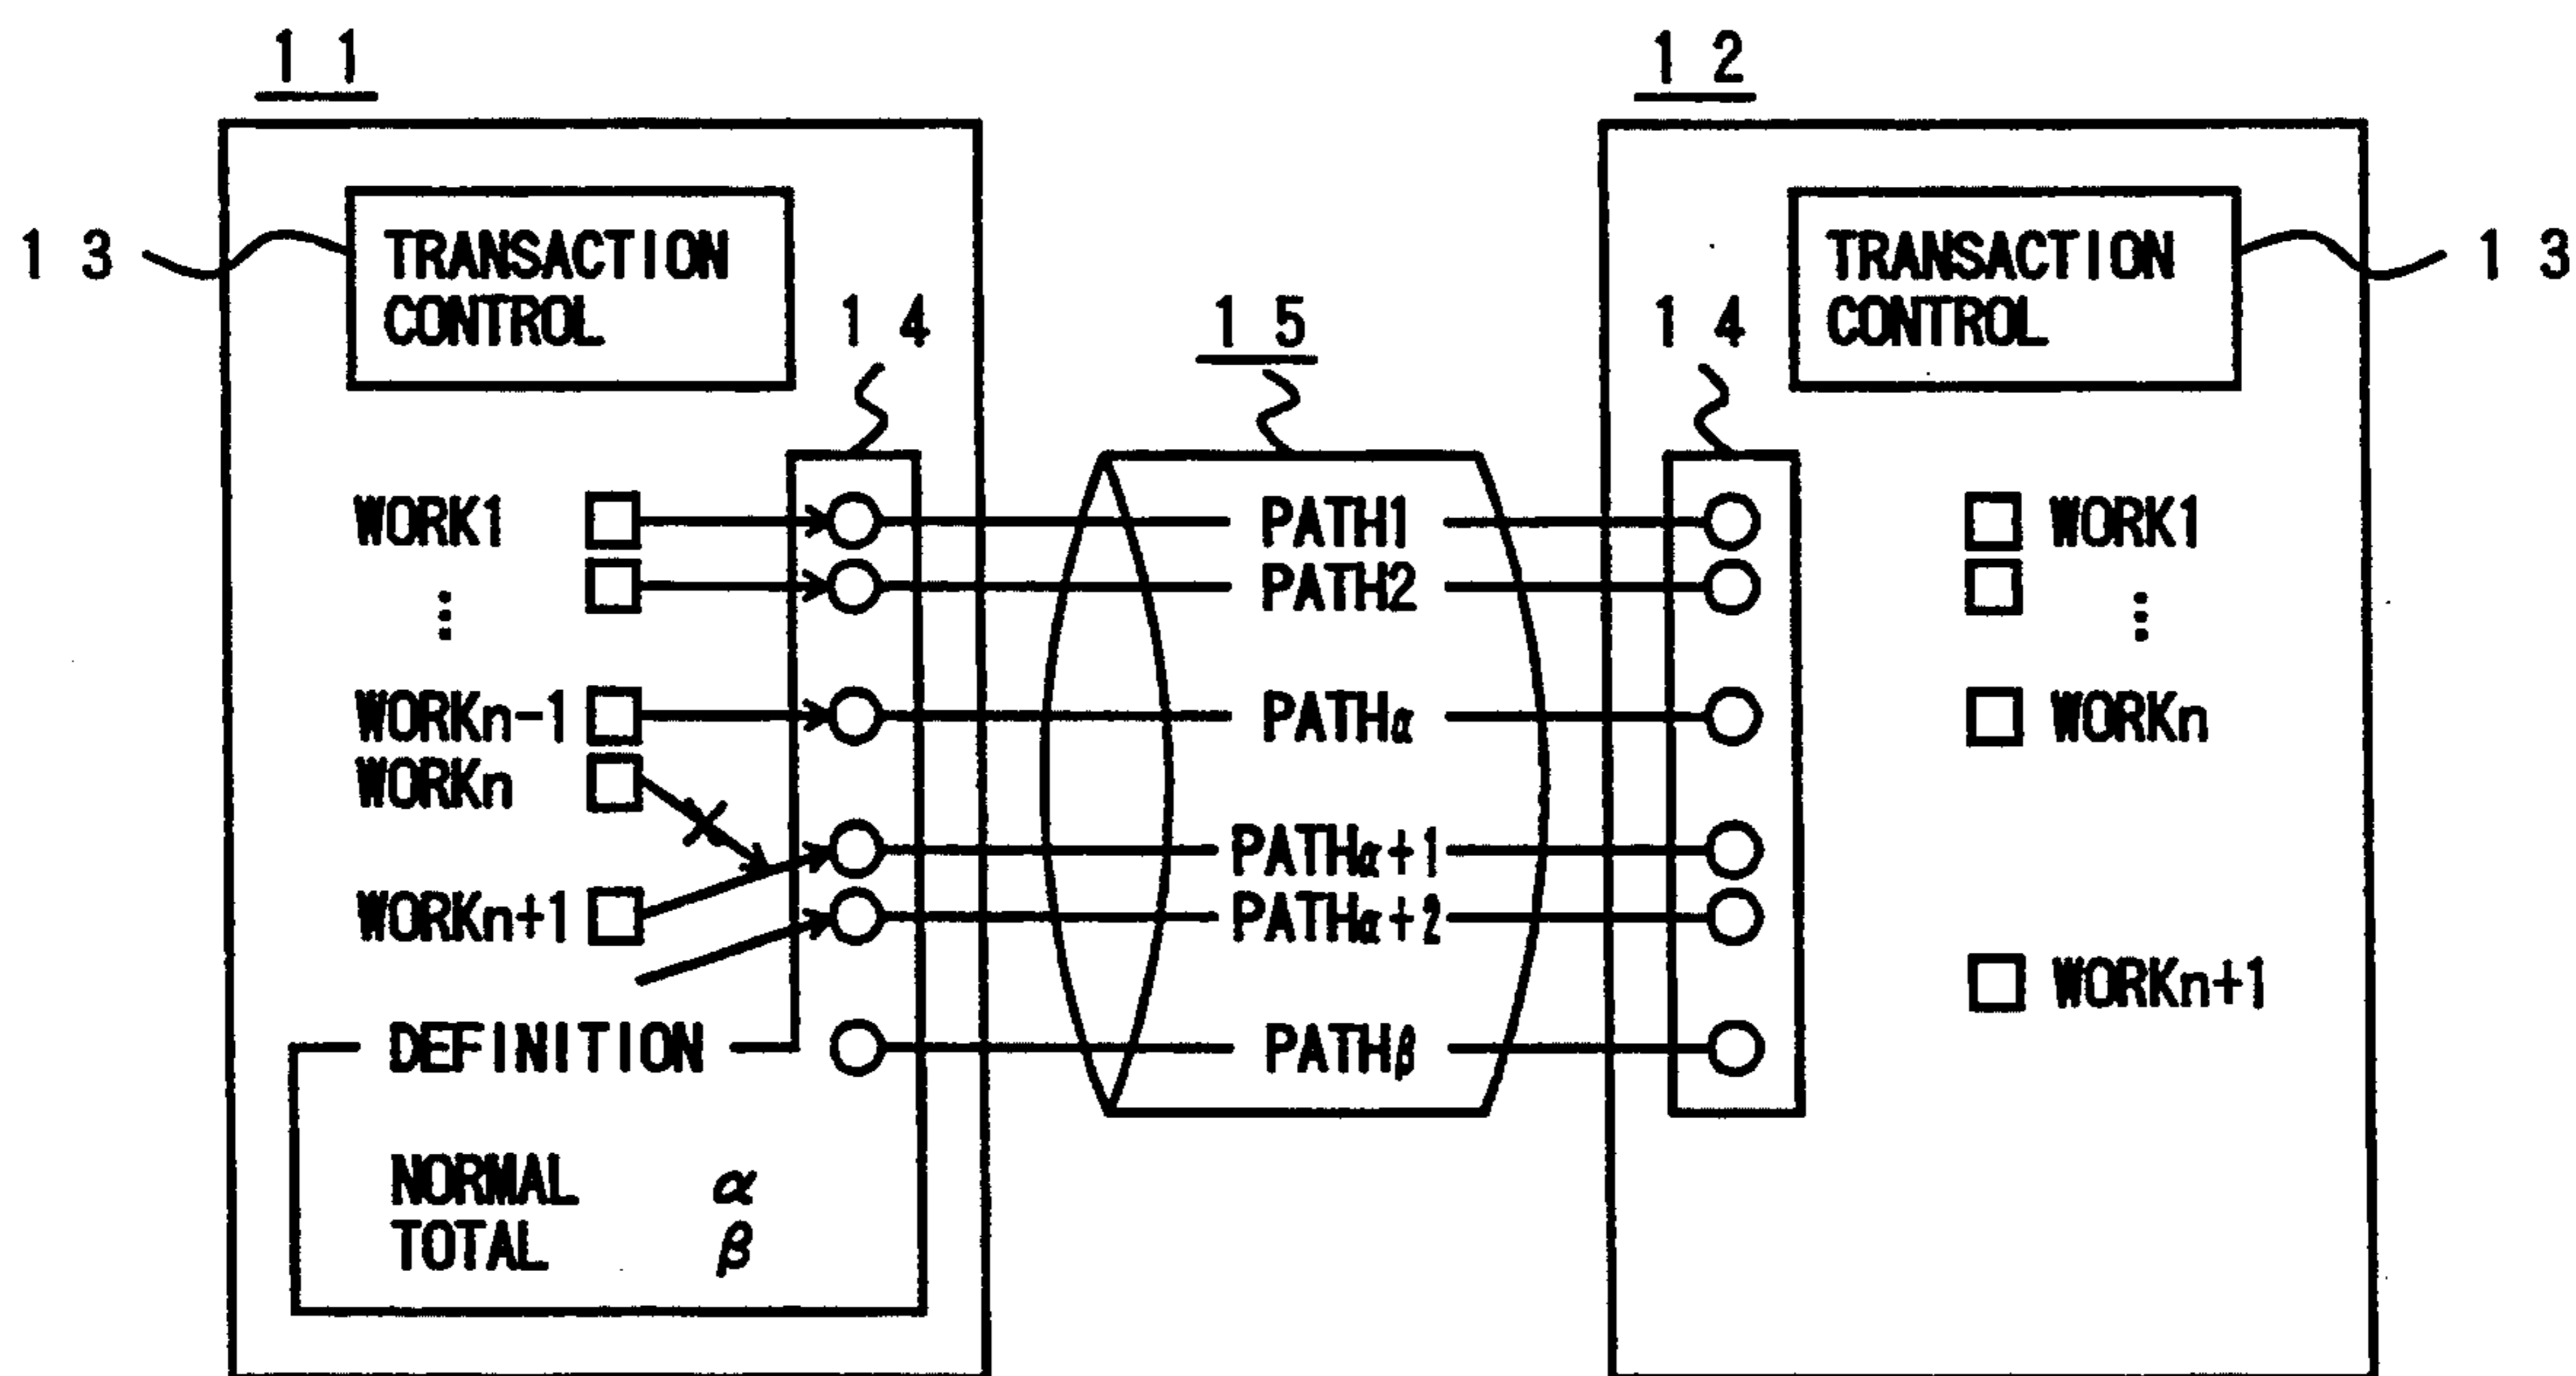 11
12
13
TRANSACTION
CONTROL
14
15
14
TRANSACTION
CONTROL
13
WORK1
PATH1
WORK1
PATH2
⋮
⋮
WORKn-1
PATHα
WORKn
WORKn
PATHα+1
WORKn+1
PATHα+2
WORKn+1
DEFINITION
PATHβ
NORMAL α
TOTAL β